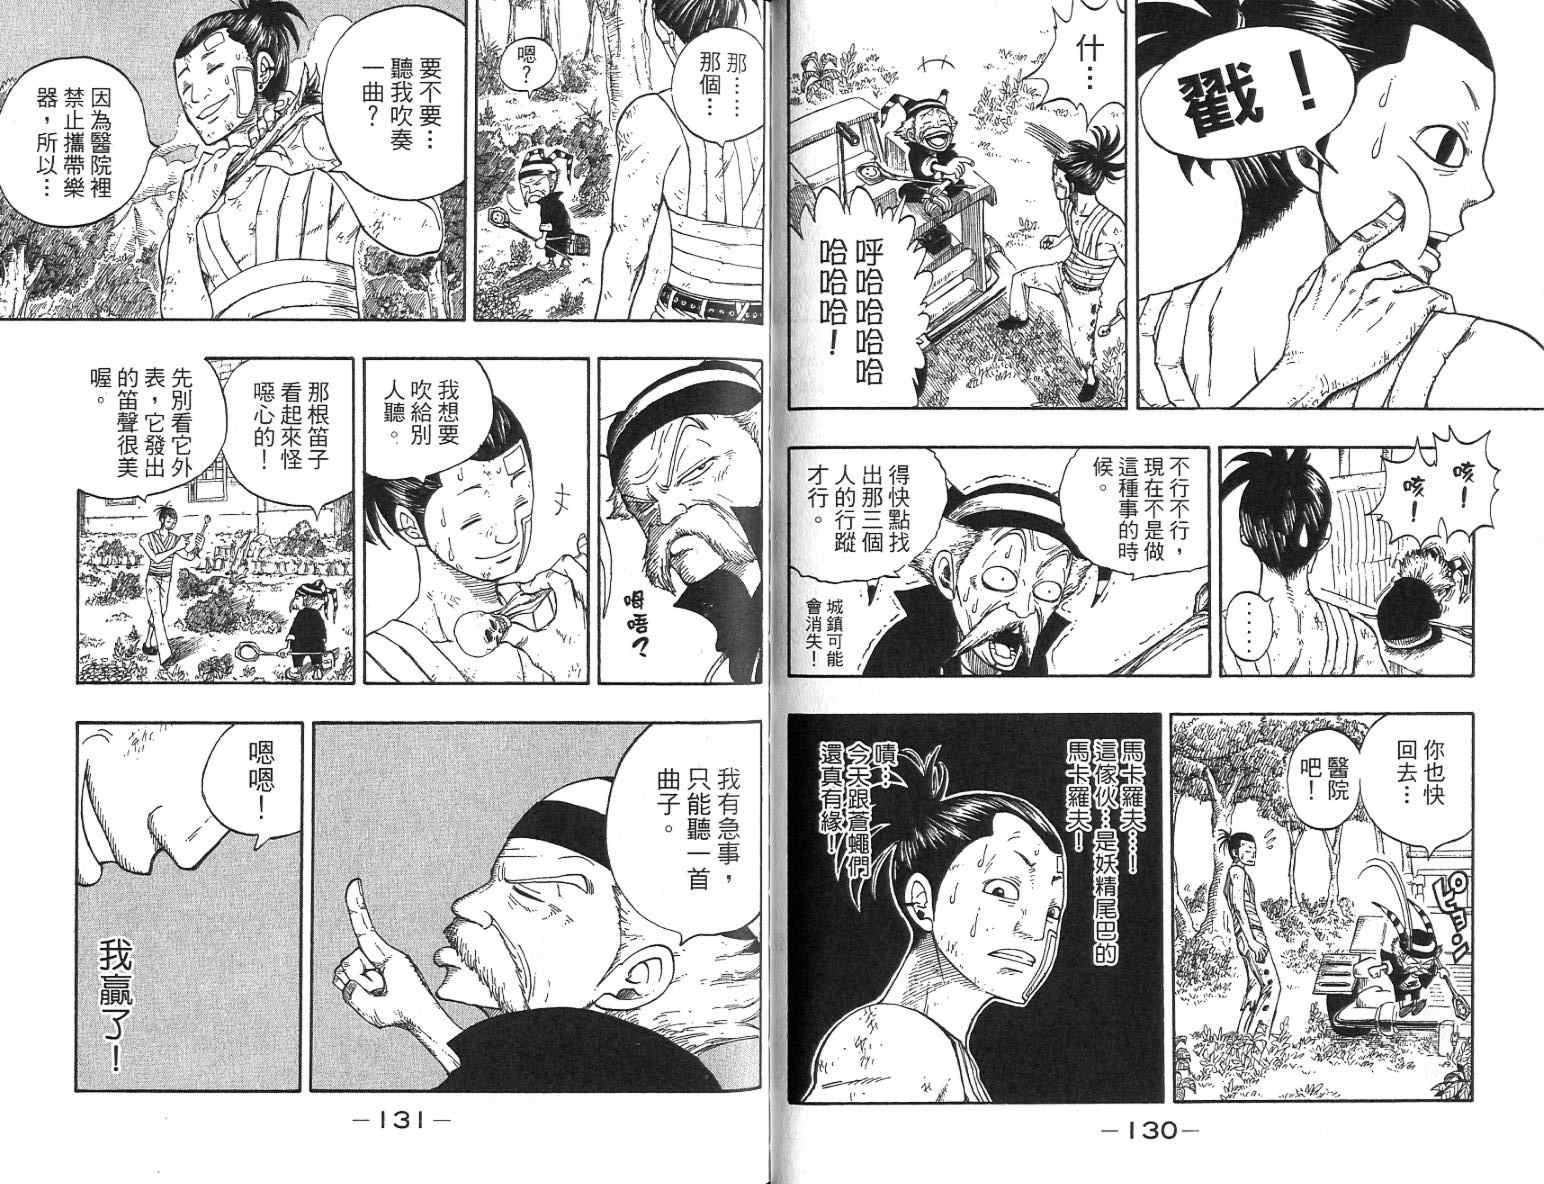 戳！
什…
呼哈哈哈哈
哈哈哈哈！
咳！
咳！
………
不行不行，
現在不是做
這種事的時
候。
得快點找
出那三個
人的行蹤
才行。
城鎮可能
會消失！
你也快
回去…
醫院
吧！
ピョン
馬卡羅夫…！
這傢伙…是妖精尾巴的
馬卡羅夫！
嘖…
今天跟蒼蠅們
還真有緣！
—130—
那……
那個…
嗯？
要不要…
聽我吹奏
一曲？
因為醫院裡
禁止攜帶樂
器，所以…
唔？
我想要
吹給別
人聽。
那根笛子
看起來怪
噁心的！
先別看它外
表，它發出
的笛聲很美
喔。
我有急事，
只能聽一首
曲子。
嗯嗯！
我贏了！
—131—